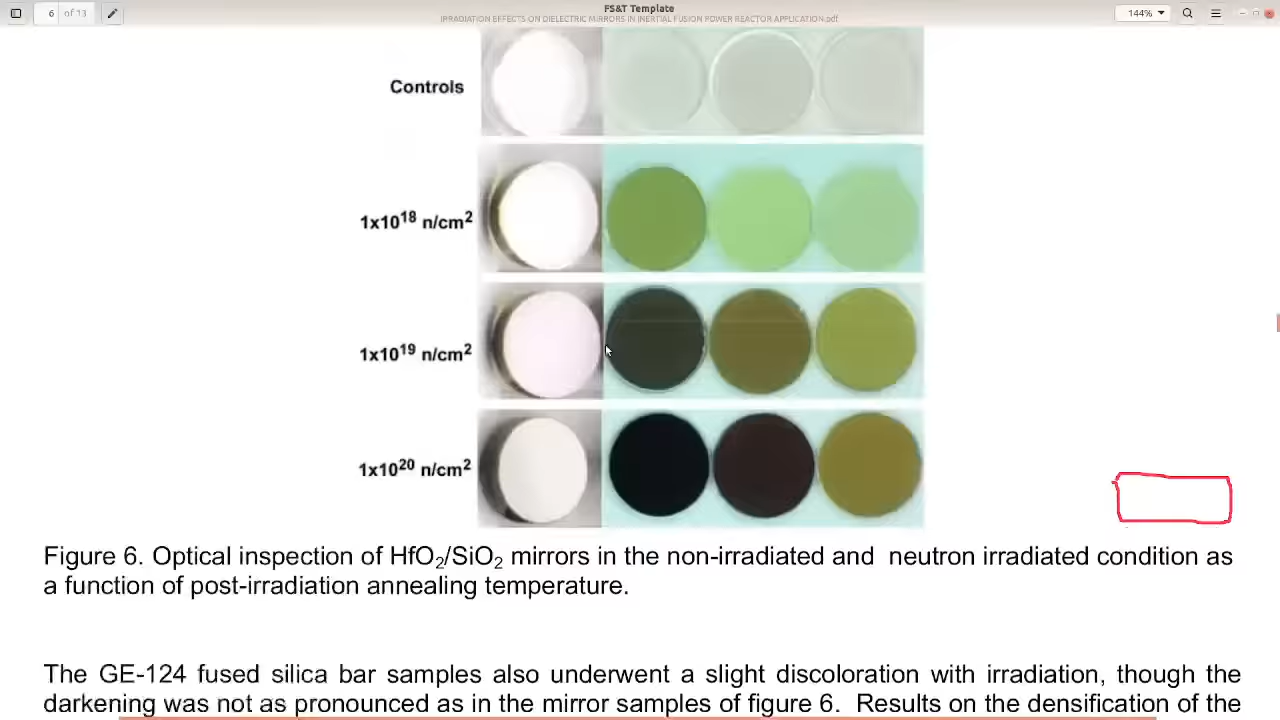 6 of 13
FS&T Template
IRRADIATION EFFECTS ON DIELECTRIC MIRRORS IN INERTIAL FUSION POWER REACTOR APPLICATION.pdf
144%
Controls
1x10¹⁸ n/cm²
1x10¹⁹ n/cm²
1x10²⁰ n/cm²
Figure 6. Optical inspection of HfO₂/SiO₂ mirrors in the non-irradiated and neutron irradiated condition as
a function of post-irradiation annealing temperature.
The GE-124 fused silica bar samples also underwent a slight discoloration with irradiation, though the
darkening was not as pronounced as in the mirror samples of figure 6. Results on the densification of the